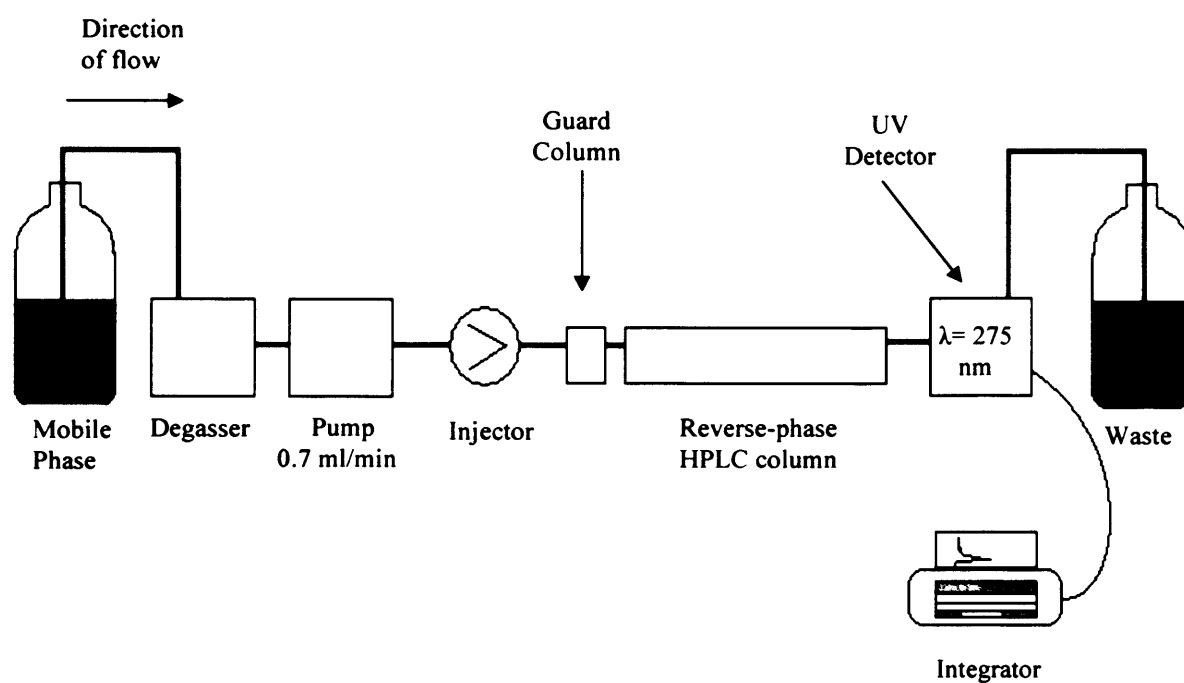 Direction
of flow
Guard
Column
UV
Detector
λ= 275
nm
Mobile
Phase
Degasser
Pump
0.7 ml/min
Injector
Reverse-phase
HPLC column
Waste
Integrator